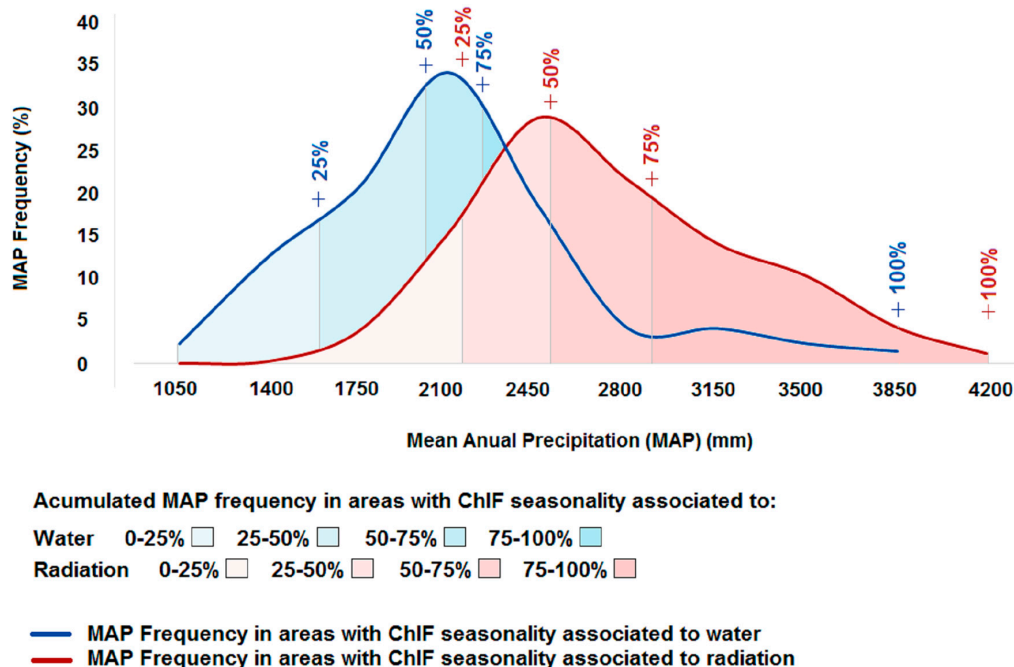 40
35
30
25
20
15
10
5
0
MAP Frequency (%)
+ 25%
+ 50%
+ 25%
+ 75%
+ 50%
+ 75%
+ 100%
+ 100%
1050 1400 1750 2100 2450 2800 3150 3500 3850 4200
Mean Anual Precipitation (MAP) (mm)
Acumulated MAP frequency in areas with ChlF seasonality associated to:
Water 0-25% 25-50% 50-75% 75-100%
Radiation 0-25% 25-50% 50-75% 75-100%
MAP Frequency in areas with ChlF seasonality associated to water
MAP Frequency in areas with ChlF seasonality associated to radiation